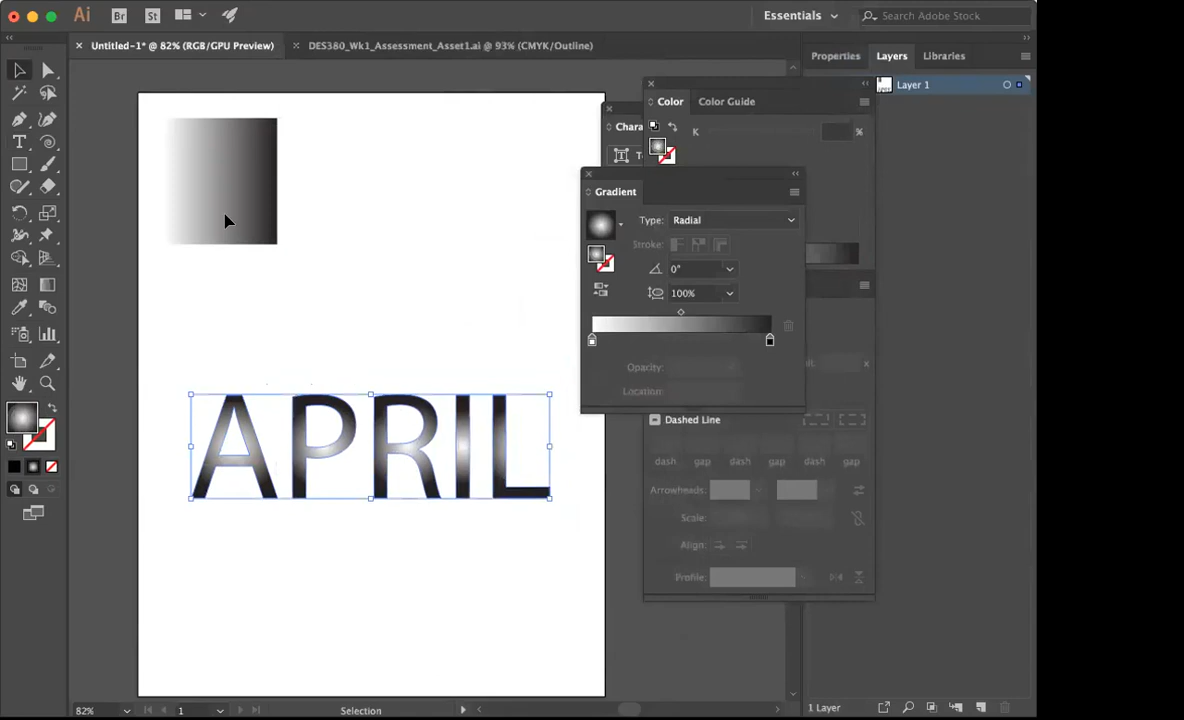 Ai Br St Essentials Search Adobe Stock
× Untitled-1* @ 82% (RGB/GPU Preview) × DES380_Wk1_Assessment_Asset1.ai @ 93% (CMYK/Outline)
Properties Layers Libraries
Layer 1
Color Color Guide
Chara
K %
Gradient
Type: Radial
Stroke:
0°
100%
Opacity:
Location:
APRIL
Dashed Line
dash gap dash gap dash gap
Arrowheads:
Scale:
Align:
Profile:
82% 1 Selection
1 Layer